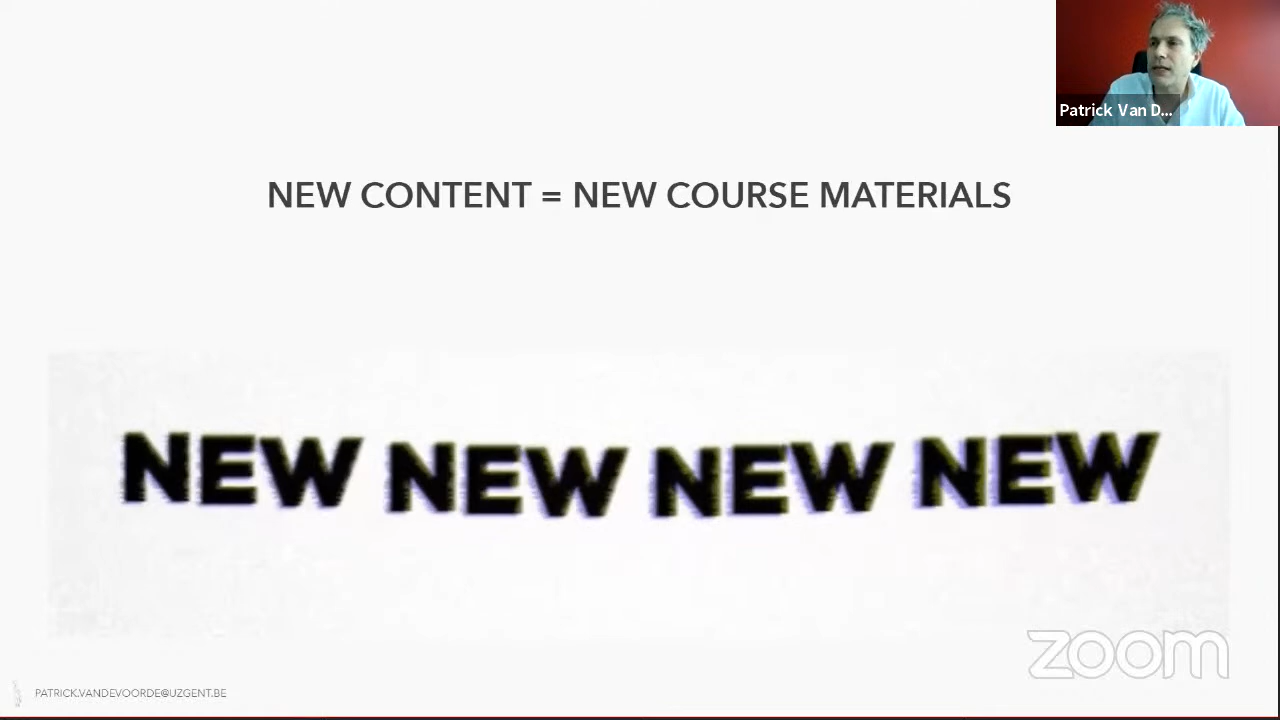 Patrick Van D...
NEW CONTENT = NEW COURSE MATERIALS
NEW NEW NEW NEW
zoom
PATRICK.VANDEVOORDE@UZGENT.BE